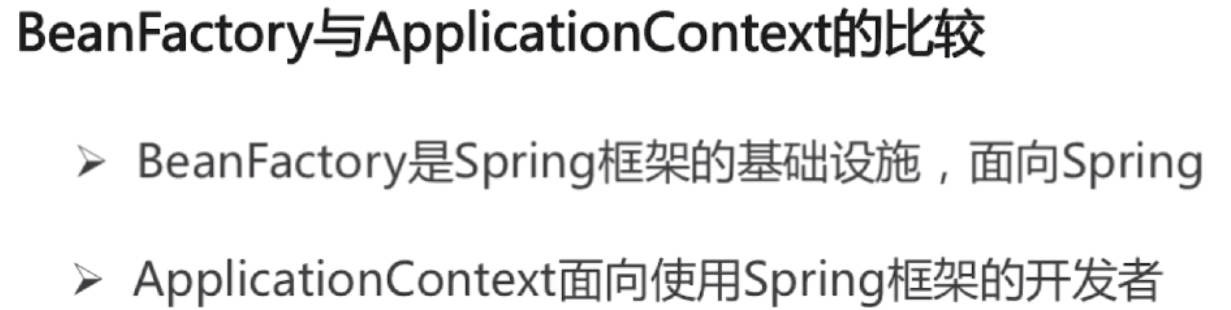 BeanFactory与ApplicationContext的比较
➢ BeanFactory是Spring框架的基础设施，面向Spring
➢ ApplicationContext面向使用Spring框架的开发者